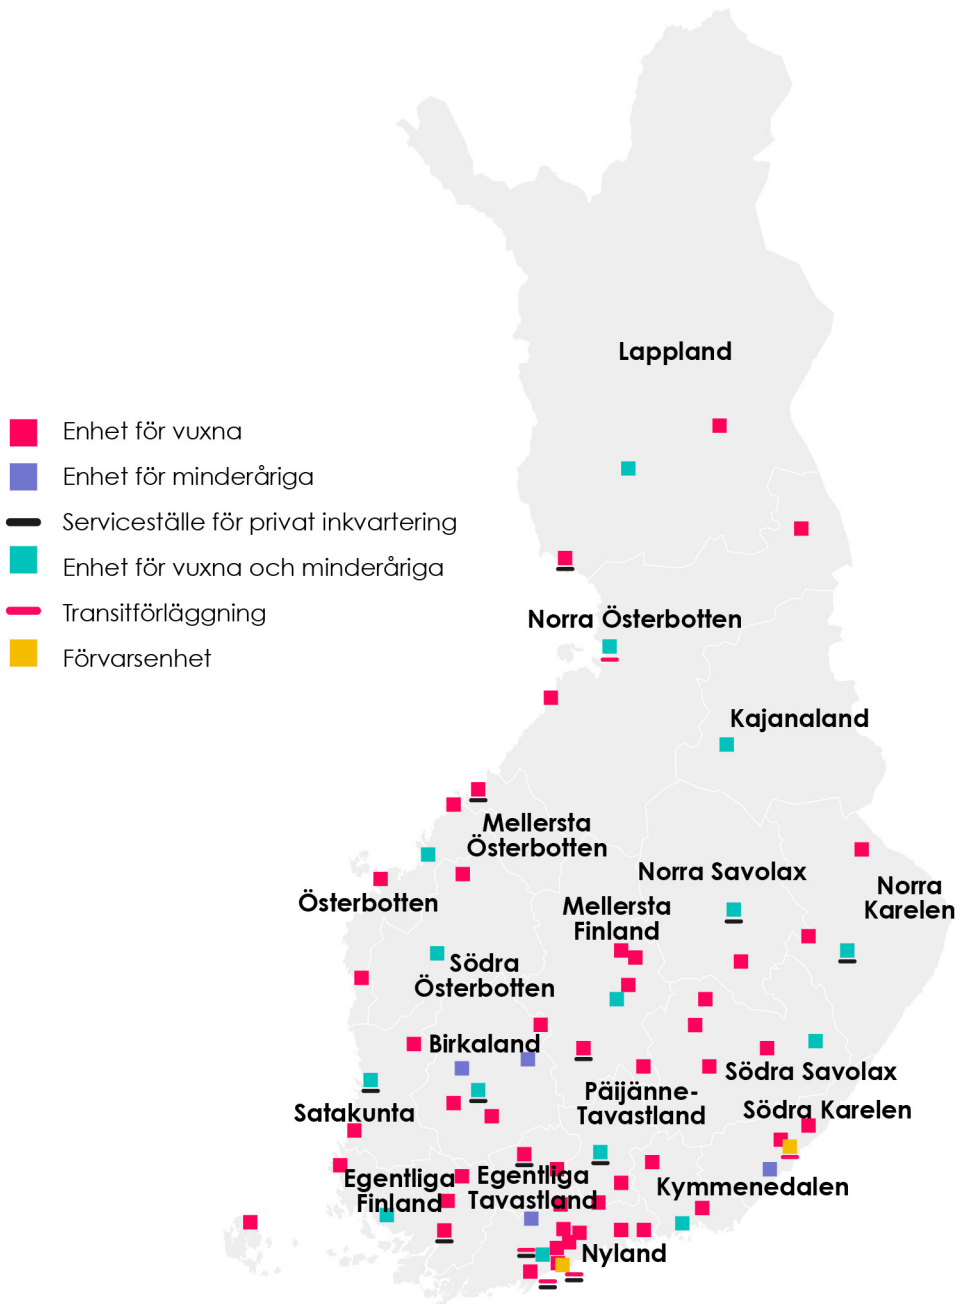 Lappland
Enhet för vuxna
Enhet för minderåriga
Serviceställe för privat inkvartering
Enhet för vuxna och minderåriga
Transitförläggning
Förvarsenhet
Norra Österbotten
Kajanaland
Mellersta
Österbotten
Norra Savolax
Norra
Karelen
Österbotten
Mellersta
Finland
Södra
Österbotten
Birkaland
Södra Savolax
Päijänne-
Tavastland
Satakunta
Södra Karelen
Egentliga
Finland
Egentliga
Tavastland
Kymmenedalen
Nyland